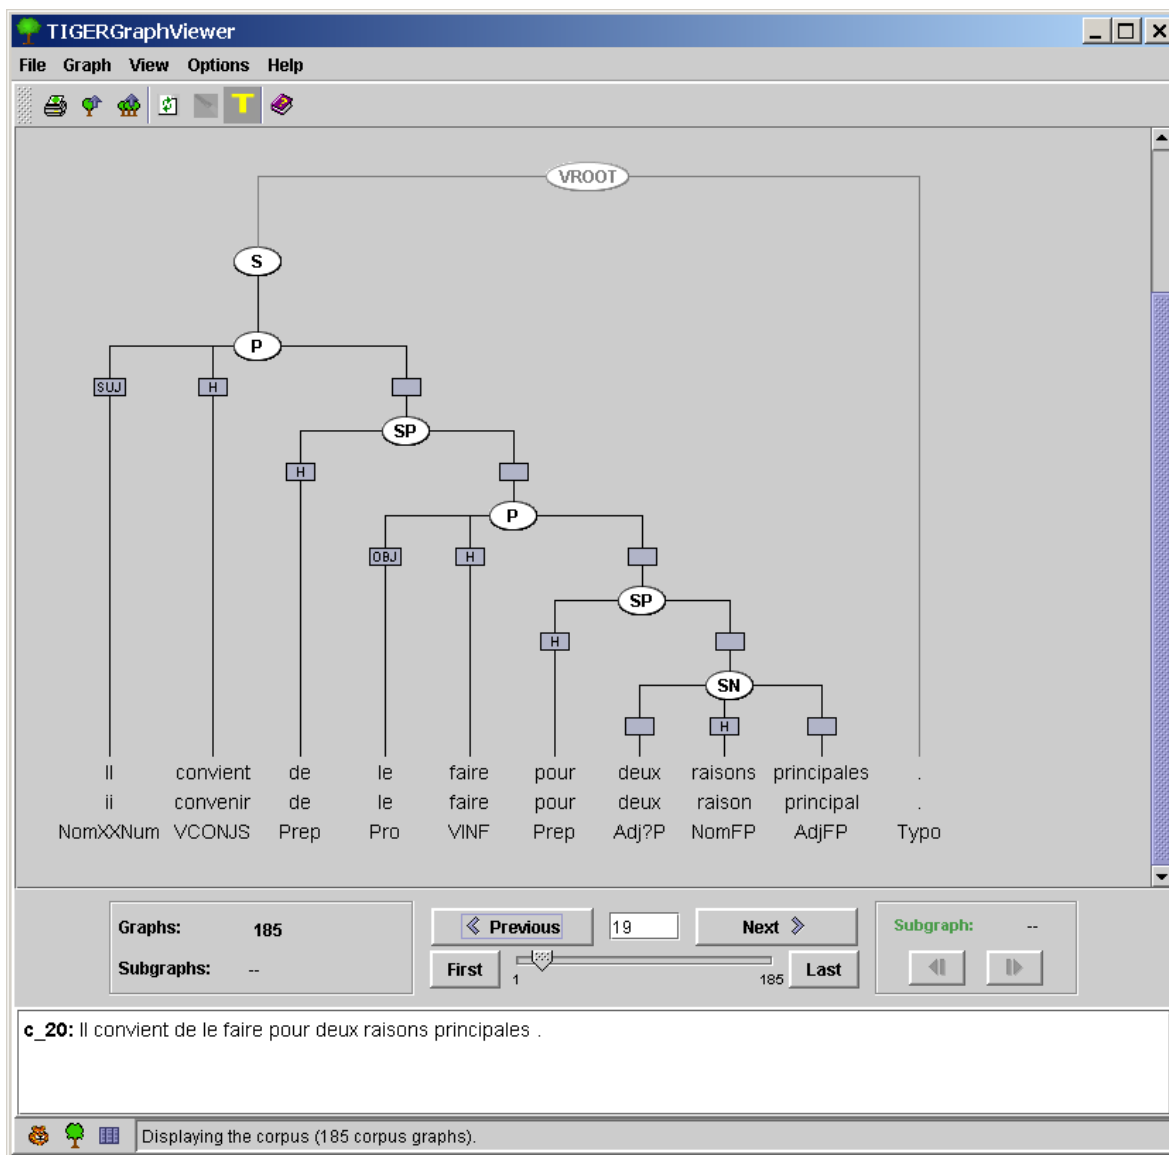 TIGERGraphViewer
File Graph View Options Help
T
VROOT
S
P
SUJ H
SP
H
P
OBJ H
SP
H
SN
H
Il convient de le faire pour deux raisons principales .
ii convenir de le faire pour deux raison principal .
NomXXNum VCONJS Prep Pro VINF Prep Adj?P NomFP AdjFP Typo
Graphs: 185 Previous 19 Next Subgraph: --
Subgraphs: -- First 1 185 Last
c_20: Il convient de le faire pour deux raisons principales .
Displaying the corpus (185 corpus graphs).